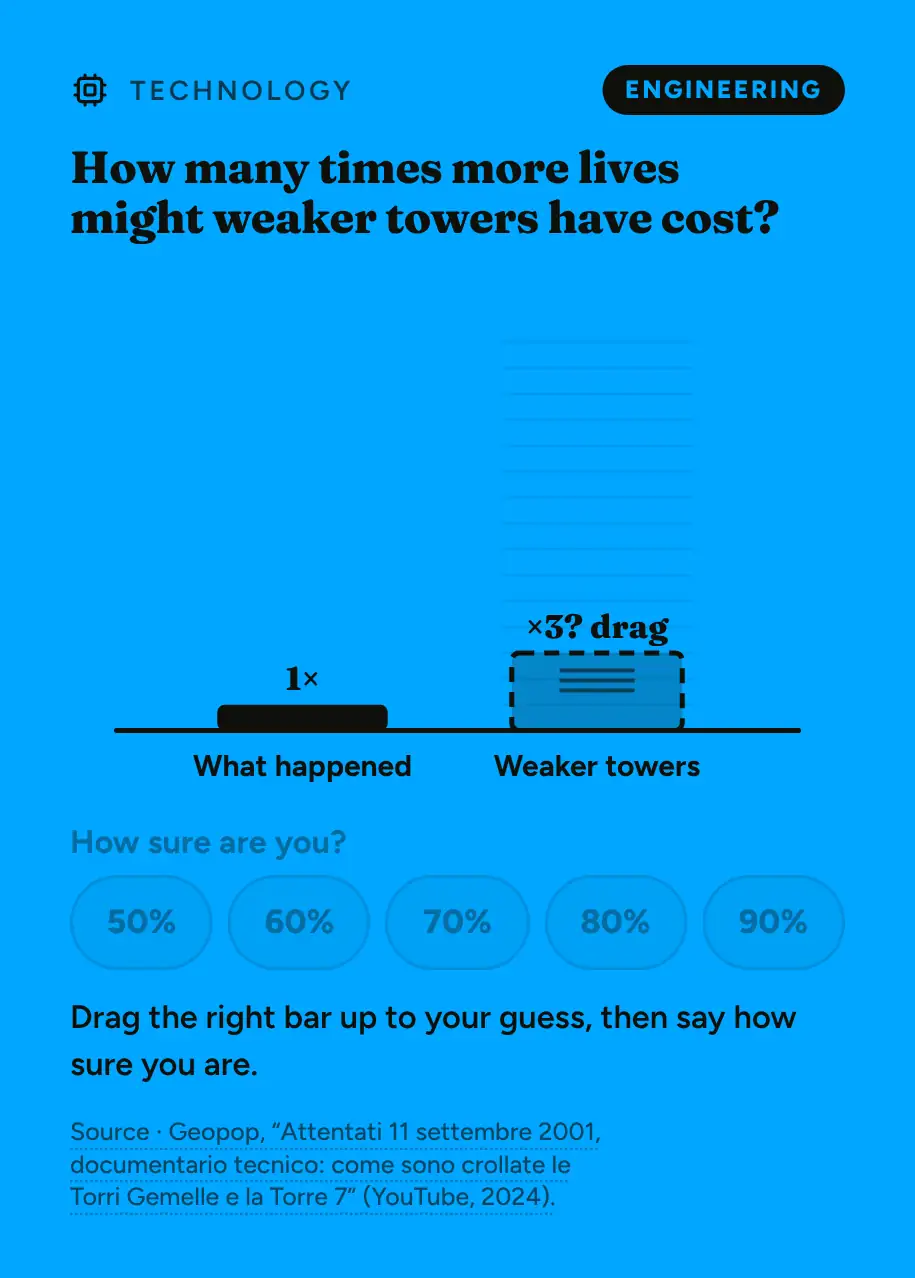 TECHNOLOGY
ENGINEERING
How many times more lives
might weaker towers have cost?
×3? drag
1×
What happened
Weaker towers
How sure are you?
50%
60%
70%
80%
90%
Drag the right bar up to your guess, then say how
sure you are.
Source · Geopop, “Attentati 11 settembre 2001,
documentario tecnico: come sono crollate le
Torri Gemelle e la Torre 7” (YouTube, 2024).